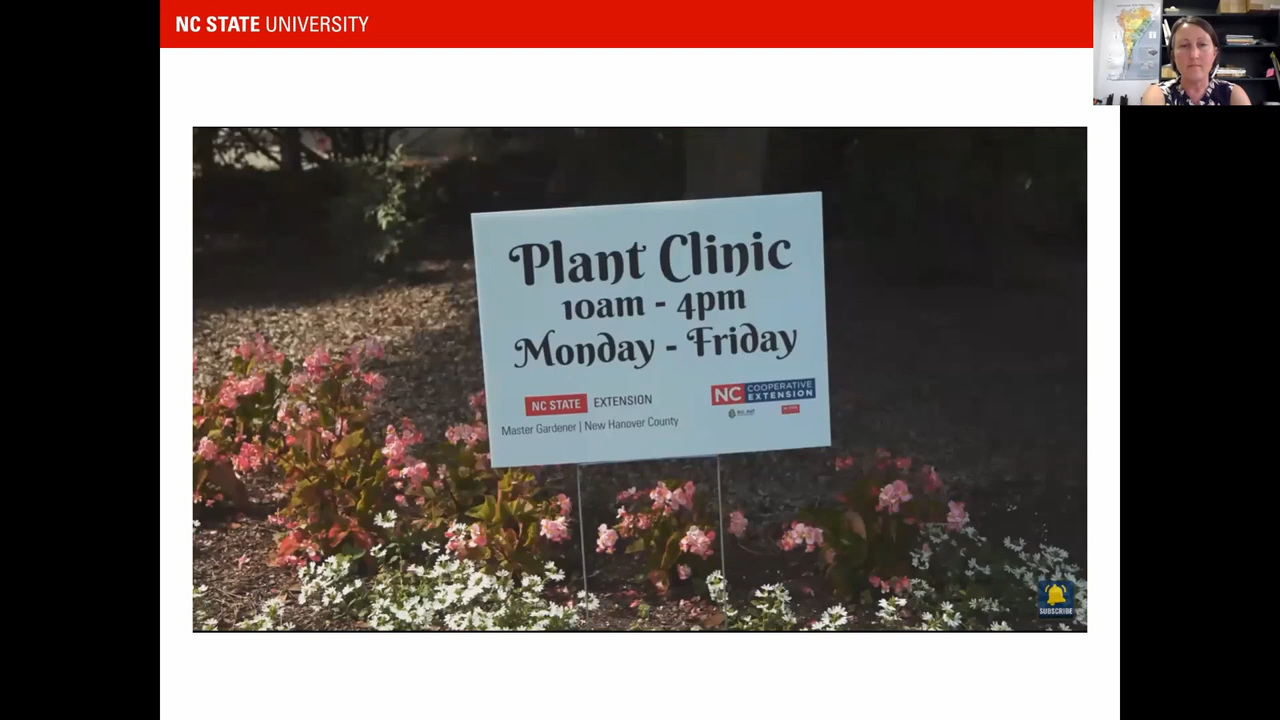 NC STATE UNIVERSITY
Plant Clinic
10am - 4pm
Monday - Friday
NC STATE EXTENSION
Master Gardener | New Hanover County
NC COOPERATIVE EXTENSION
SUBSCRIBE